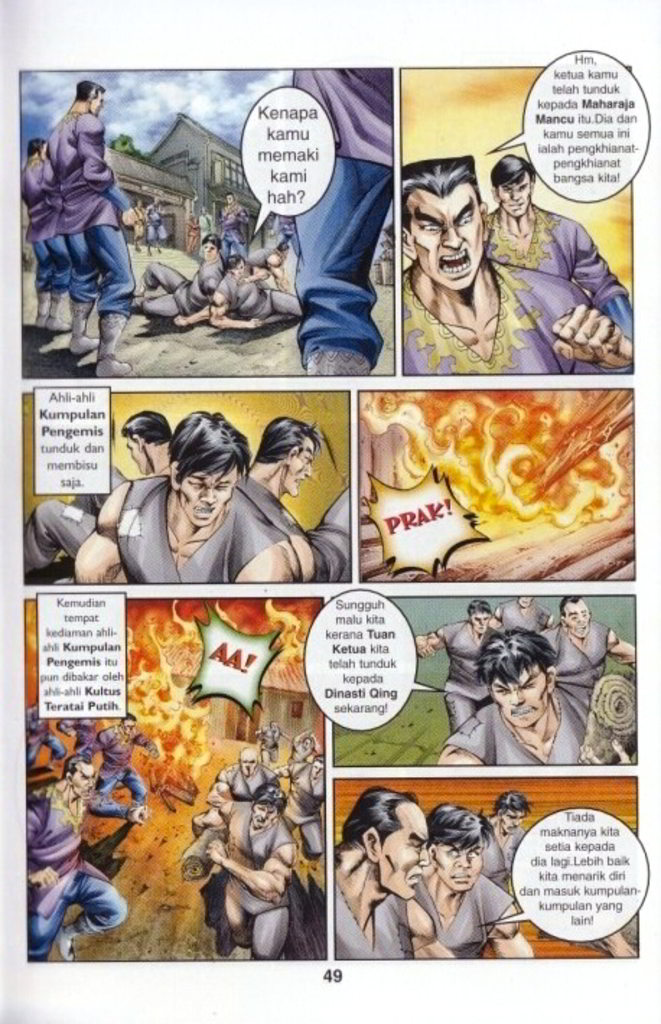 Kenapa
kamu
memaki
kami
hah?
Hm,
ketua kamu
telah tunduk
kepada Maharaja
Mancu itu.Dia dan
kamu semua ini
ialah pengkhianat-
pengkhianat
bangsa kita!
Ahli-ahli
Kumpulan
Pengemis
tunduk dan
membisu
saja.
PRAK!
Kemudian
tempat
kediaman ahli-
ahli Kumpulan
Pengemis itu
pun dibakar oleh
ahli-ahli Kultus
Teratai Putih.
AA!
Sungguh
malu kita
kerana Tuan
Ketua kita
telah tunduk
kepada
Dinasti Qing
sekarang!
Tiada
maknanya kita
setia kepada
dia lagi.Lebih baik
kita menarik diri
dan masuk kumpulan-
kumpulan yang
lain!
49